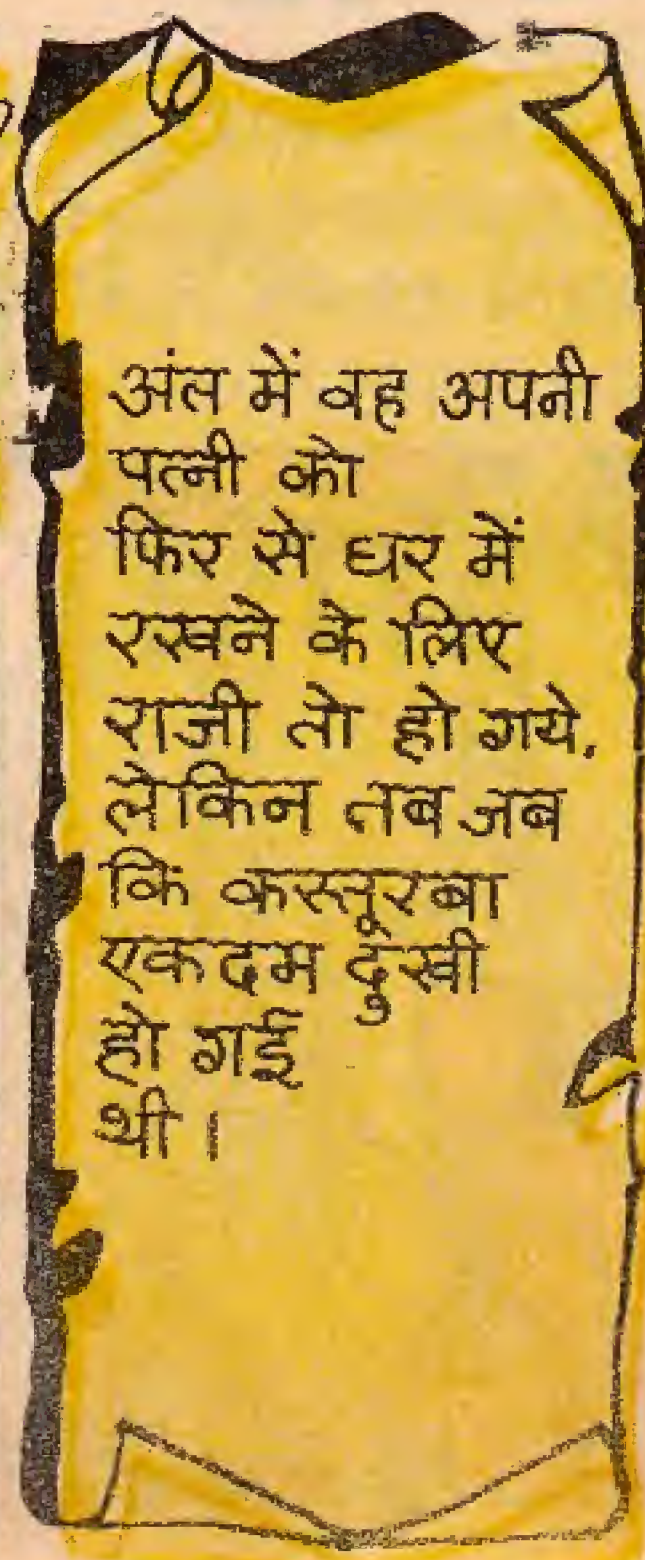 अंत में वह अपनी
पत्नी को
फिर से घर में
रखने के लिए
राजी तो हो गये.
लेकिन तब जब
कि कस्तूरबा
एकदम दुखी
हो गई
थी।